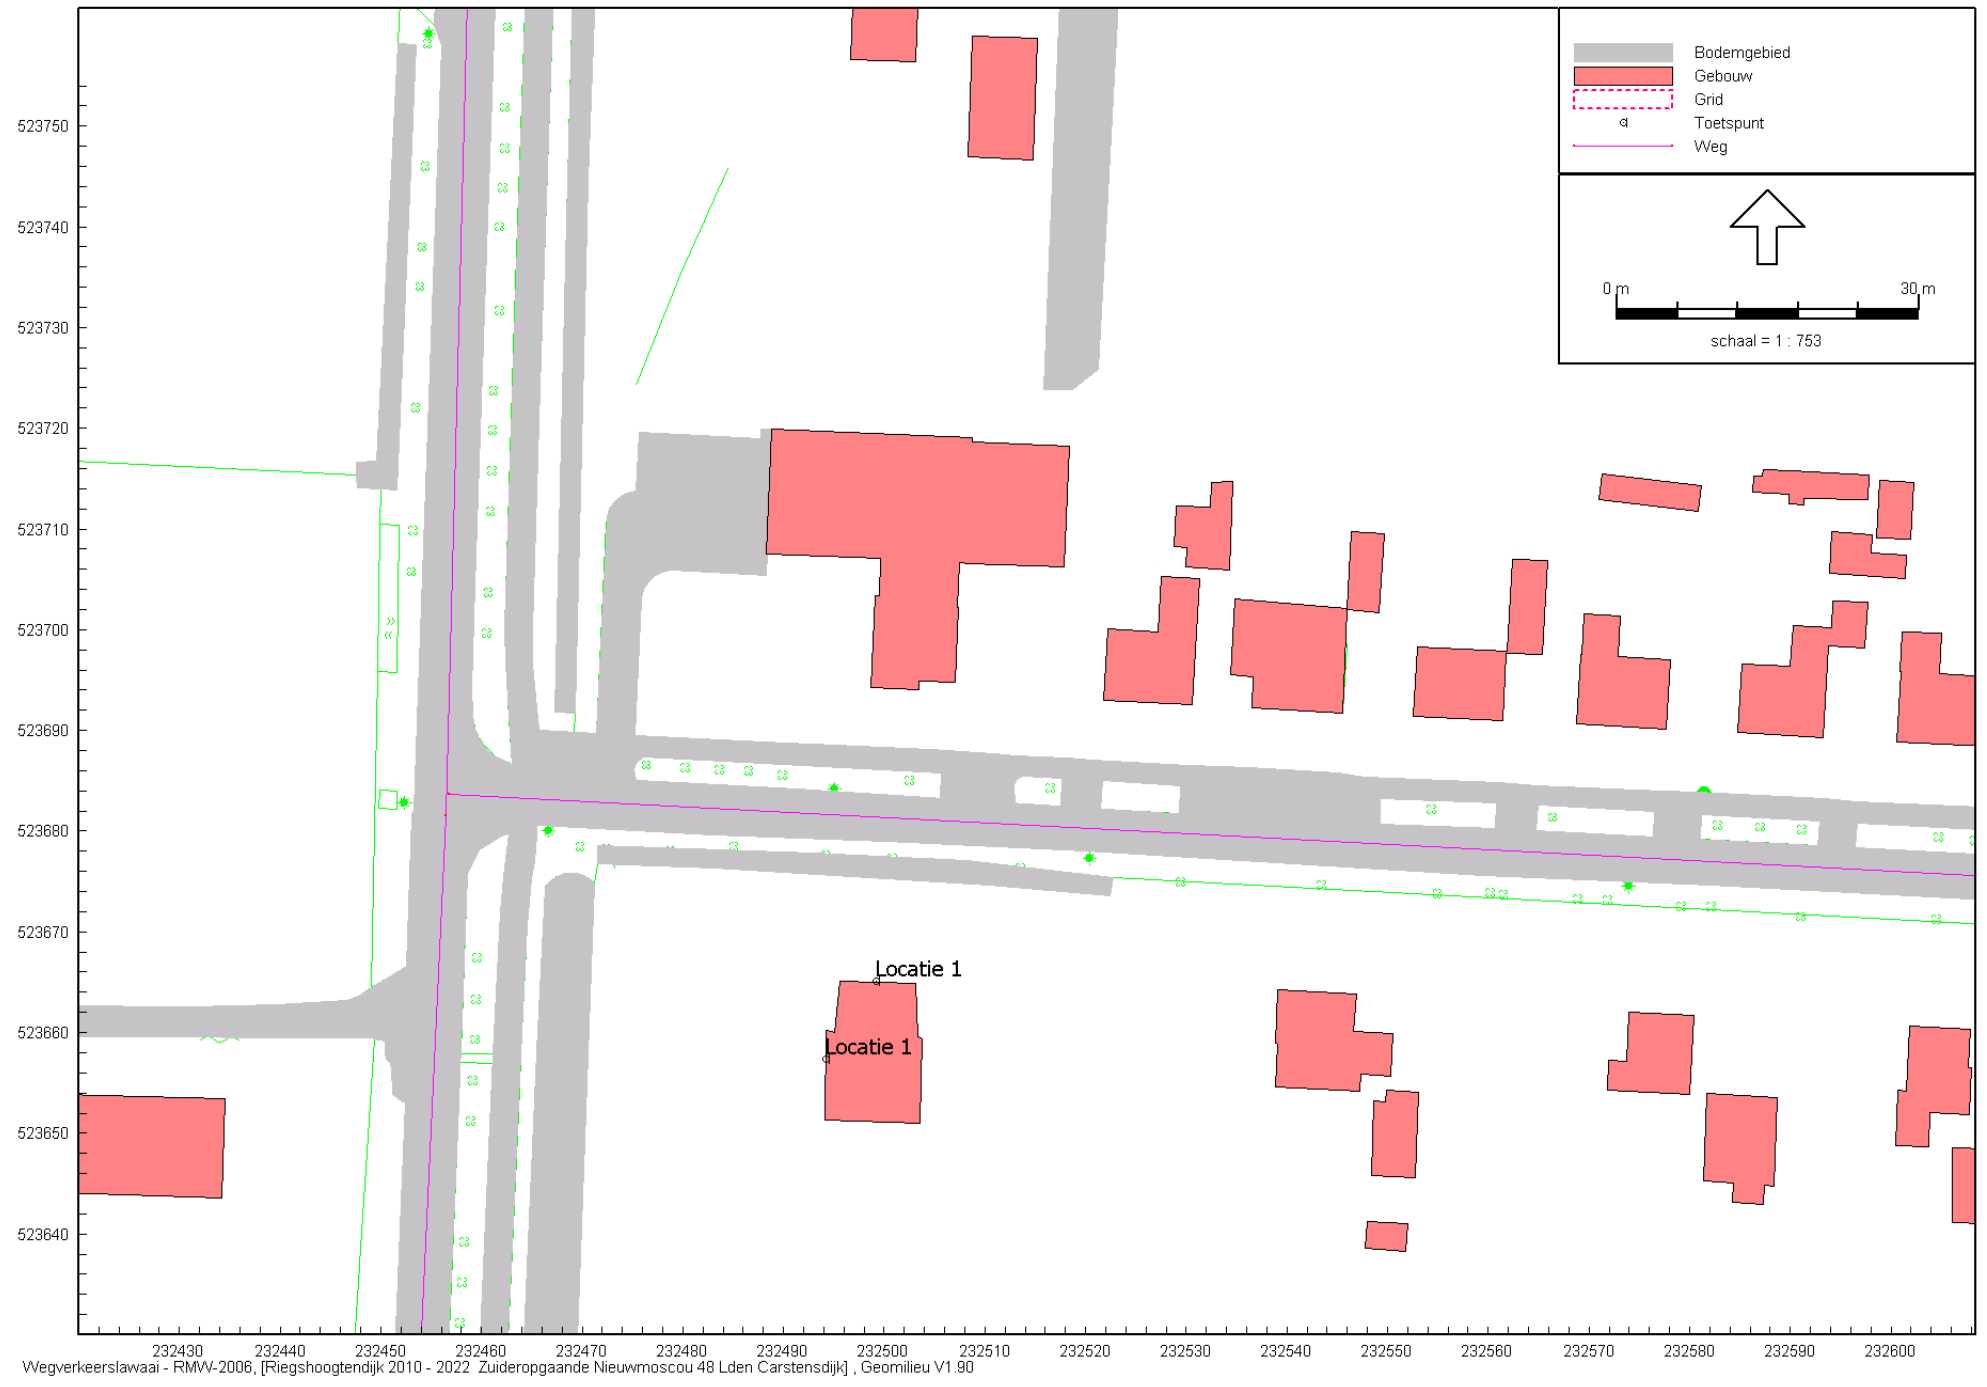 Bodemgebied
Gebouw
Grid
Toetspunt
Weg
0 m 30 m
schaal = 1 : 753
523750
523740
523730
523720
523710
523700
523690
523680
523670
523660
523650
523640
Locatie 1
Locatie 1
232430 232440 232450 232460 232470 232480 232490 232500 232510 232520 232530 232540 232550 232560 232570 232580 232590 232600
Wegverkeerslawaai - RMW-2006, [Riegshoogtendijk 2010 - 2022 Zuideropgaande Nieuwmoscou 48 Lden Carstensdijk] , Geomilieu V1.90